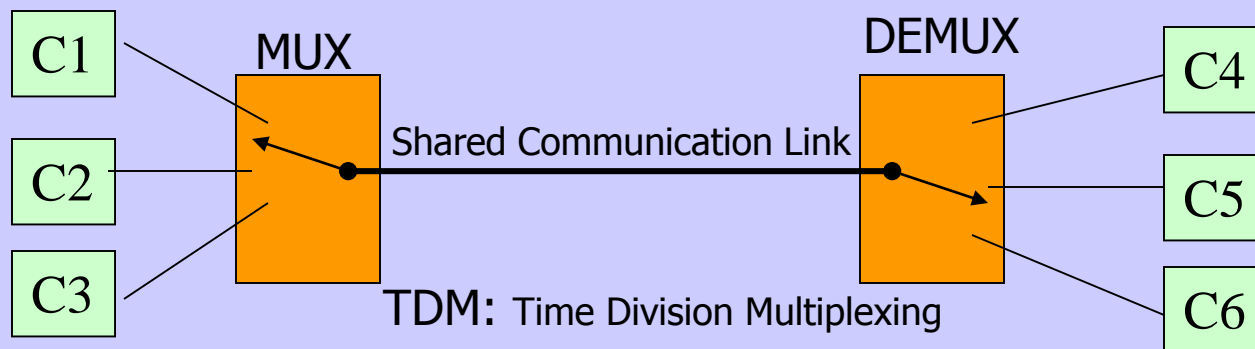 C1
MUX
DEMUX
C4
C2
Shared Communication Link
C5
C3
TDM: Time Division Multiplexing
C6